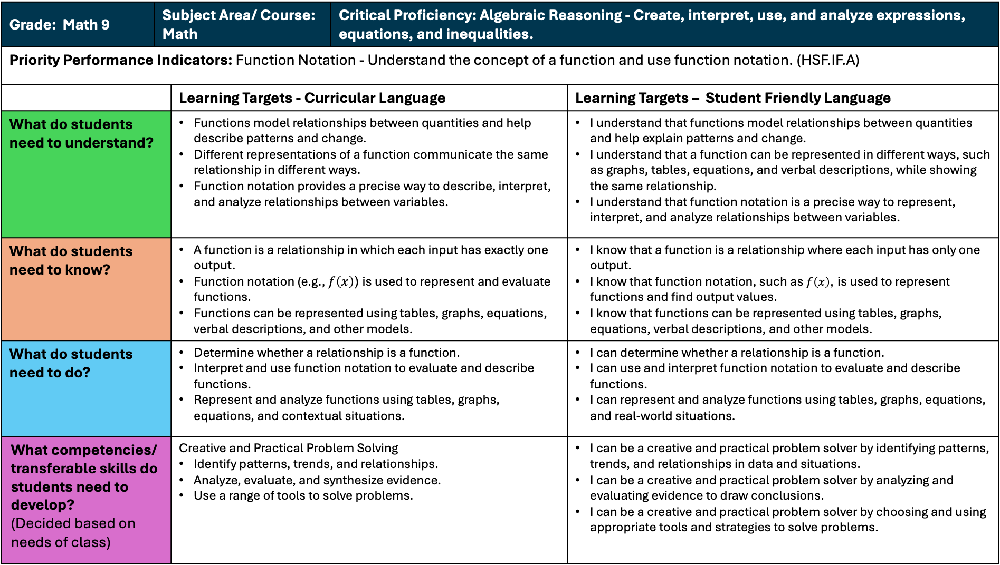 Grade:  Math 9
Subject Area/ Course:
Math
Critical Proficiency: Algebraic Reasoning - Create, interpret, use, and analyze expressions,
equations, and inequalities.
Priority Performance Indicators: Function Notation - Understand the concept of a function and use function notation. (HSF.IF.A)
Learning Targets - Curricular Language
Learning Targets –  Student Friendly Language
What do students
need to understand?
• Functions model relationships between quantities and help
describe patterns and change.
• Different representations of a function communicate the same
relationship in different ways.
• Function notation provides a precise way to describe, interpret,
and analyze relationships between variables.
• I understand that functions model relationships between quantities
and help explain patterns and change.
• I understand that a function can be represented in different ways, such
as graphs, tables, equations, and verbal descriptions, while showing
the same relationship.
• I understand that function notation is a precise way to represent,
interpret, and analyze relationships between variables.
What do students
need to know?
• A function is a relationship in which each input has exactly one
output.
• Function notation (e.g., f(x)) is used to represent and evaluate
functions.
• Functions can be represented using tables, graphs, equations,
verbal descriptions, and other models.
• I know that a function is a relationship where each input has only one
output.
• I know that function notation, such as f(x), is used to represent
functions and find output values.
• I know that functions can be represented using tables, graphs,
equations, verbal descriptions, and other models.
What do students
need to do?
• Determine whether a relationship is a function.
• Interpret and use function notation to evaluate and describe
functions.
• Represent and analyze functions using tables, graphs,
equations, and contextual situations.
• I can determine whether a relationship is a function.
• I can use and interpret function notation to evaluate and describe
functions.
• I can represent and analyze functions using tables, graphs, equations,
and real-world situations.
What competencies/
transferable skills do
students need to
develop?
(Decided based on
needs of class)
Creative and Practical Problem Solving
• Identify patterns, trends, and relationships.
• Analyze, evaluate, and synthesize evidence.
• Use a range of tools to solve problems.
• I can be a creative and practical problem solver by identifying patterns,
trends, and relationships in data and situations.
• I can be a creative and practical problem solver by analyzing and
evaluating evidence to draw conclusions.
• I can be a creative and practical problem solver by choosing and using
appropriate tools and strategies to solve problems.